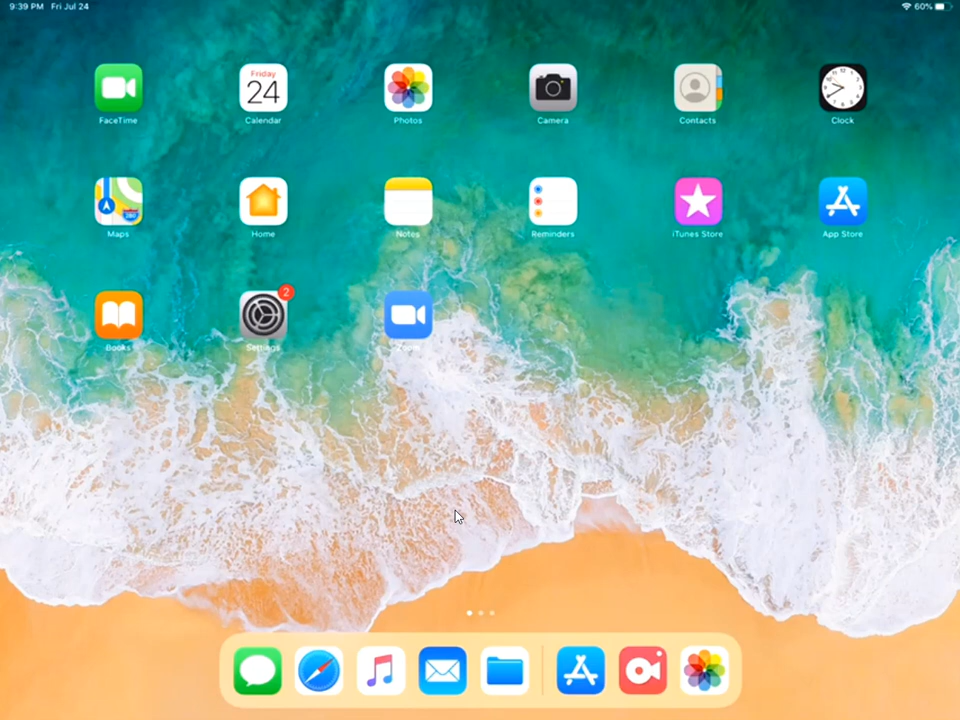 9:39 PM Fri Jul 24
60%
FaceTime
Friday
24
Calendar
Photos
Camera
Contacts
Clock
Maps
280
Home
Notes
Reminders
iTunes Store
App Store
Books
2
Settings